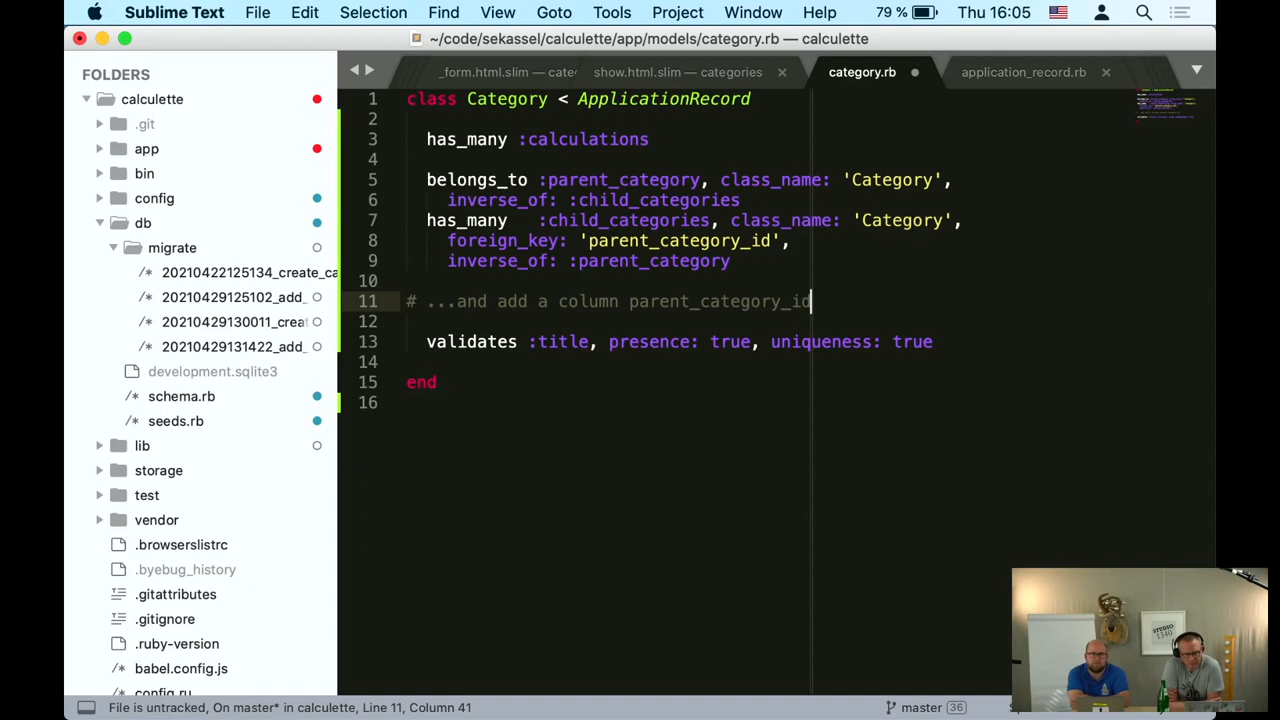 Sublime Text File Edit Selection Find View Goto Tools Project Window Help 79 % Thu 16:05
~/code/sekassel/calculette/app/models/category.rb — calculette
FOLDERS
calculette
.git
app
bin
config
db
migrate
20210422125134_create_ca
20210429125102_add_
20210429130011_crea
20210429131422_add_
development.sqlite3
schema.rb
seeds.rb
lib
storage
test
vendor
.browserslistrc
.byebug_history
.gitattributes
.gitignore
.ruby-version
babel.config.js
config.ru
_form.html.slim — cate show.html.slim — categories category.rb application_record.rb
1 class Category < ApplicationRecord
2
3 has_many :calculations
4
5 belongs_to :parent_category, class_name: 'Category',
6 inverse_of: :child_categories
7 has_many :child_categories, class_name: 'Category',
8 foreign_key: 'parent_category_id',
9 inverse_of: :parent_category
10
11 # ...and add a column parent_category_id
12
13 validates :title, presence: true, uniqueness: true
14
15 end
16
STUDIO
1340
File is untracked, On master* in calculette, Line 11, Column 41 master 36